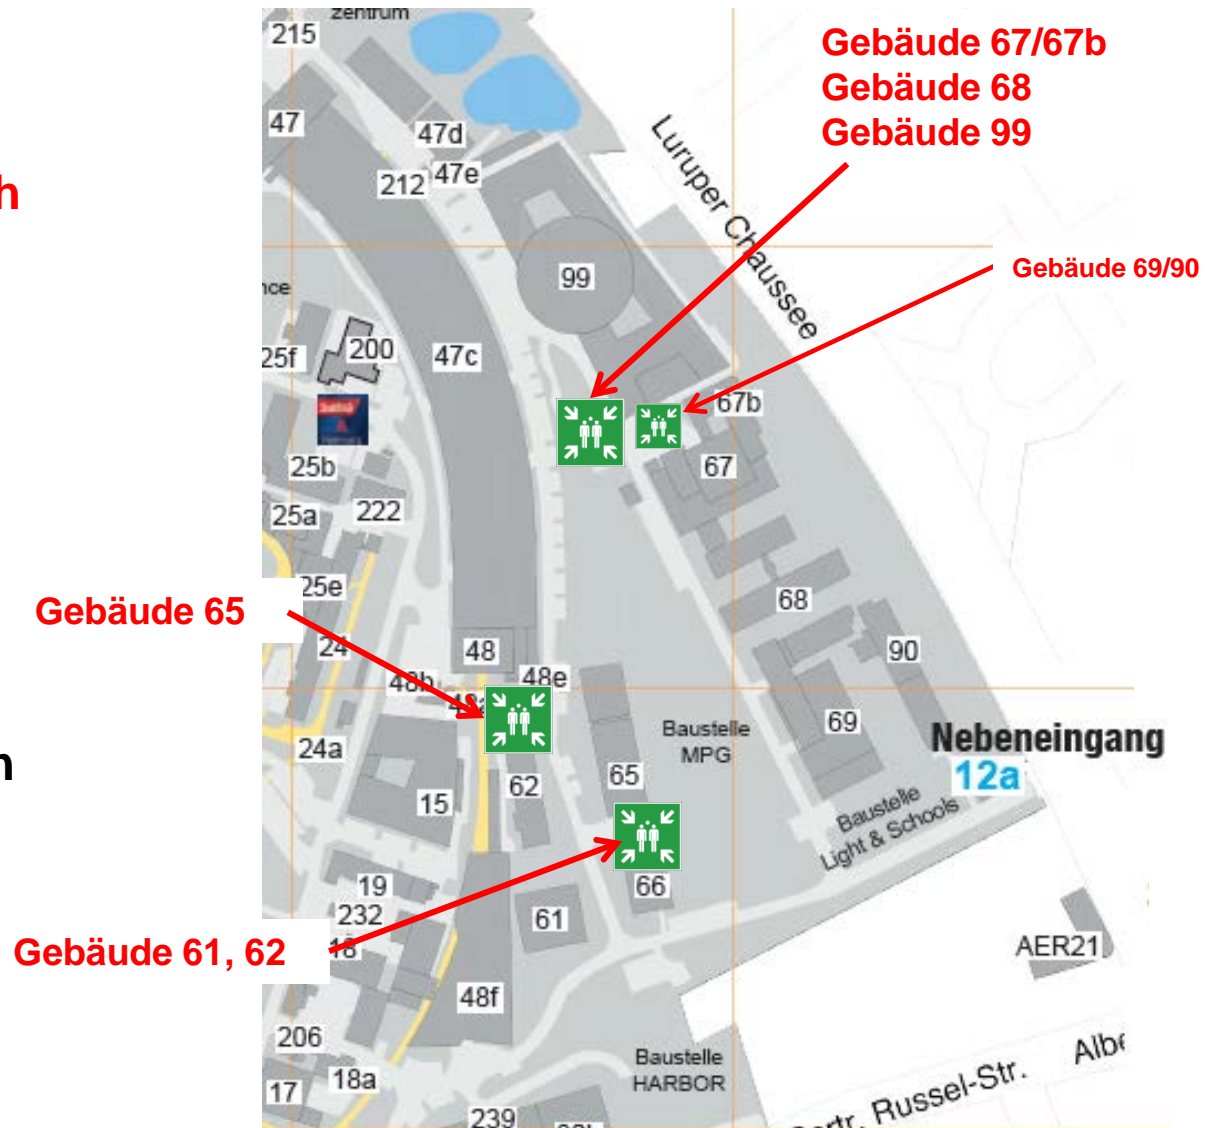 zentrum
215
Gebäude 67/67b
Gebäude 68
Gebäude 99
47
47d
47e
212
Luruper Chaussee
h
99
Gebäude 69/90
nce
25f
200
47c
67b
25b
67
25a
222
25e
68
Gebäude 65
24
48
90
48b
48e
69
24a
Baustelle
MPG
Nebeneingang
12a
65
62
15
Baustelle
Light & Schools
n
19
66
232
61
18
Gebäude 61, 62
AER21
48f
206
Baustelle
HARBOR
18a
17
239
Russel-Str.